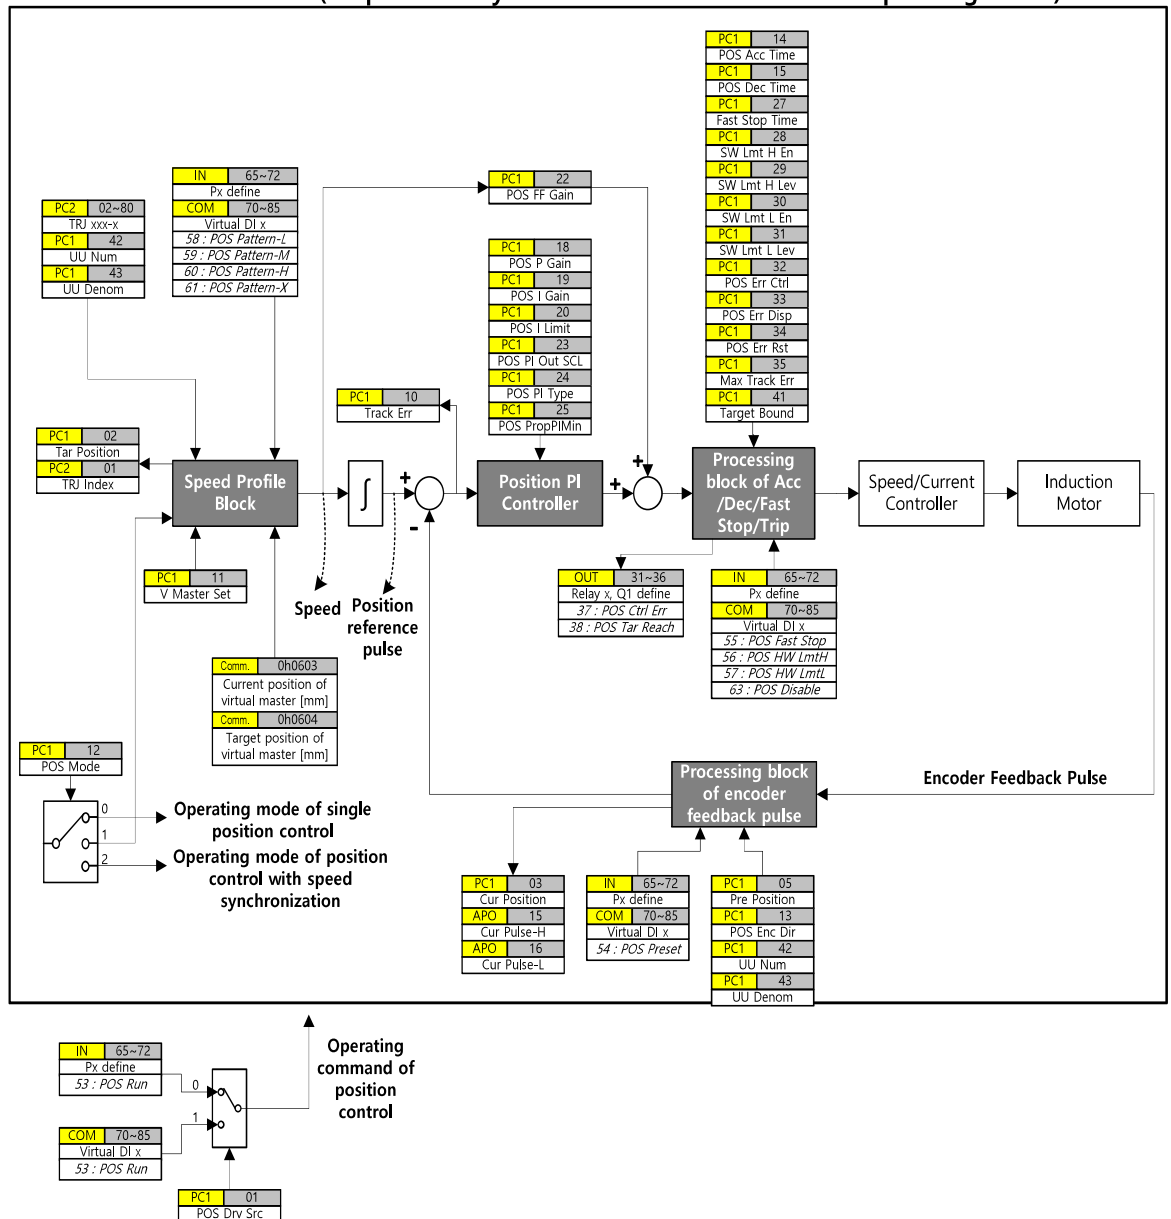 PC1 14
POS Acc Time
PC1 15
POS Dec Time
PC1 27
Fast Stop Time
PC1 28
SW Lmt H En
PC1 29
SW Lmt H Lev
PC1 30
SW Lmt L En
PC1 31
SW Lmt L Lev
PC1 32
POS Err Ctrl
PC1 33
POS Err Disp
PC1 34
POS Err Rst
PC1 35
Max Track Err
PC1 41
Target Bound
IN 65~72
Px define
COM 70~85
Virtual DI x
58 : POS Pattern-L
59 : POS Pattern-M
60 : POS Pattern-H
61 : POS Pattern-X
PC1 22
POS FF Gain
PC2 02~80
TRJ xxx-x
PC1 42
UU Num
PC1 43
UU Denom
PC1 18
POS P Gain
PC1 19
POS I Gain
PC1 20
POS I Limit
PC1 23
POS PI Out SCL
PC1 24
POS PI Type
PC1 25
POS PropPIMin
PC1 10
Track Err
PC1 02
Tar Position
PC2 01
TRJ Index
Speed Profile
Block
∫
+
-
Position PI
Controller
+
+
Processing
block of Acc
/Dec/Fast
Stop/Trip
Speed/Current
Controller
Induction
Motor
PC1 11
V Master Set
Speed
Position
reference
pulse
OUT 31~36
Relay x, Q1 define
37 : POS Ctrl Err
38 : POS Tar Reach
IN 65~72
Px define
COM 70~85
Virtual DI x
55 : POS Fast Stop
56 : POS HW LmtH
57 : POS HW LmtL
63 : POS Disable
Comm. 0h0603
Current position of
virtual master [mm]
Comm. 0h0604
Target position of
virtual master [mm]
PC1 12
POS Mode
0
1
2
Operating mode of single
position control
Operating mode of position
control with speed
synchronization
Processing block
of encoder
feedback pulse
Encoder Feedback Pulse
PC1 03
Cur Position
APO 15
Cur Pulse-H
APO 16
Cur Pulse-L
IN 65~72
Px define
COM 70~85
Virtual DI x
54 : POS Preset
PC1 05
Pre Position
PC1 13
POS Enc Dir
PC1 42
UU Num
PC1 43
UU Denom
Operating
command of
position
control
IN 65~72
Px define
53 : POS Run
0
1
COM 70~85
Virtual DI x
53 : POS Run
PC1 01
POS Drv Src